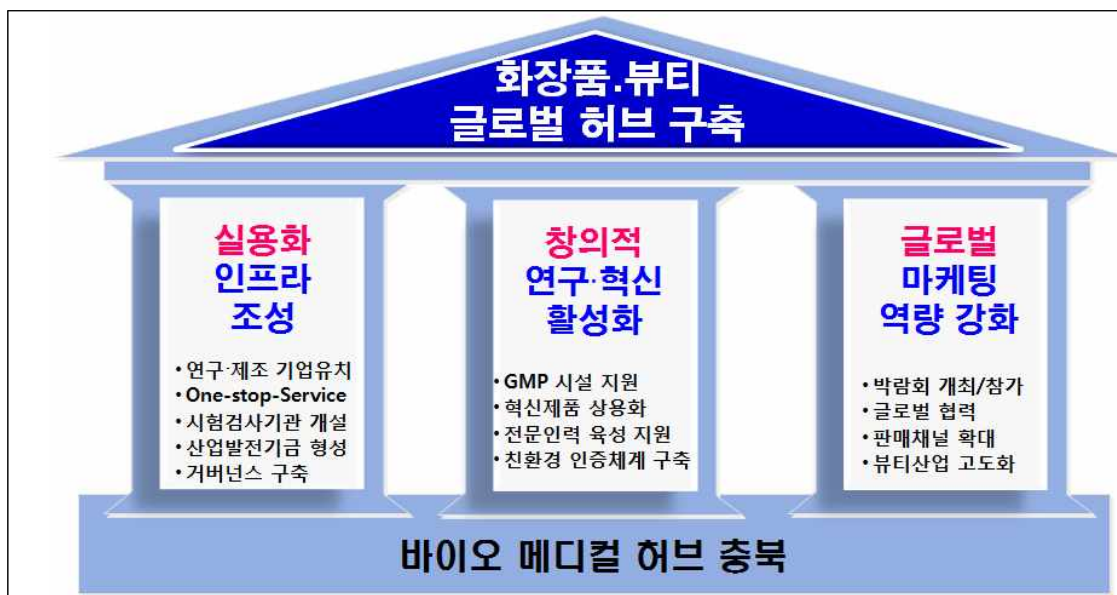 화장품.뷰티
글로벌 허브 구축
실용화
인프라
조성
• 연구·제조 기업유치
• One-stop-Service
• 시험검사기관 개설
• 산업발전기금 형성
• 거버넌스 구축
창의적
연구·혁신
활성화
• GMP 시설 지원
• 혁신제품 상용화
• 전문인력 육성 지원
• 친환경 인증체계 구축
글로벌
마케팅
역량 강화
• 박람회 개최/참가
• 글로벌 협력
• 판매채널 확대
• 뷰티산업 고도화
바이오 메디컬 허브 충북